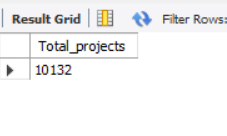 Result Grid Filter Rows:
Total_projects
10132